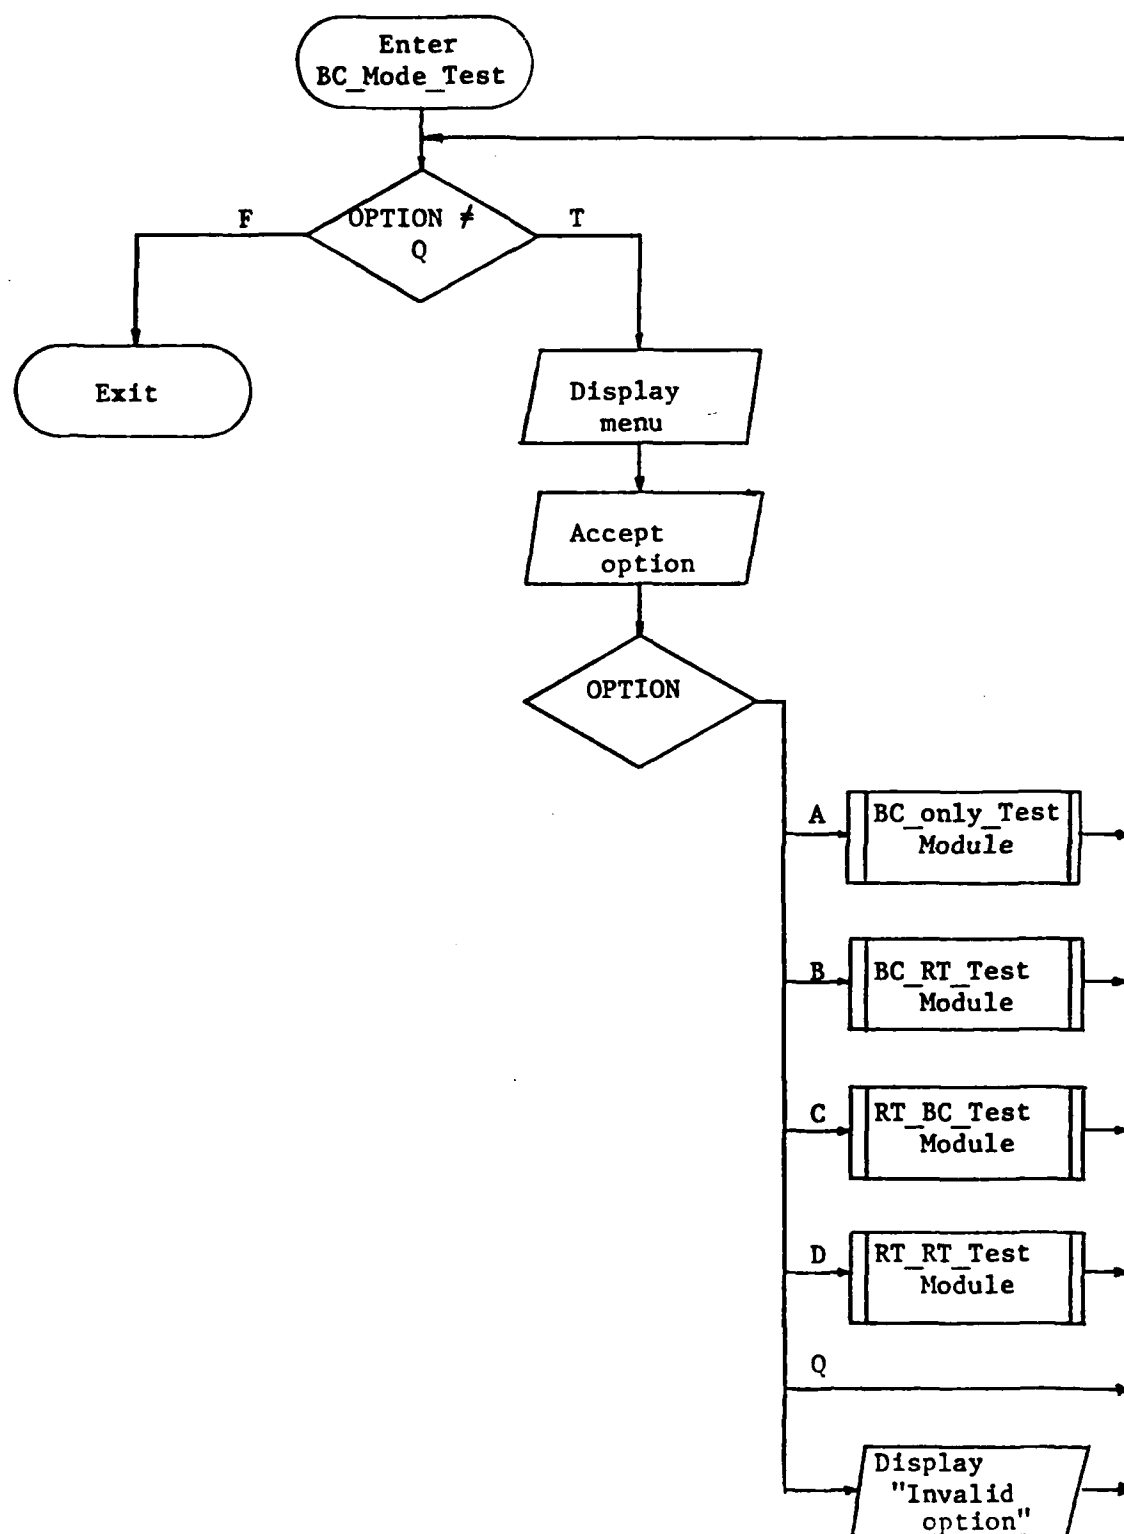 Enter
BC_Mode_Test
F
OPTION ≠
Q
T
Exit
Display
menu
Accept
option
OPTION
A
BC_only_Test
Module
B
BC_RT_Test
Module
C
RT_BC_Test
Module
D
RT_RT_Test
Module
Q
Display
"Invalid
option"